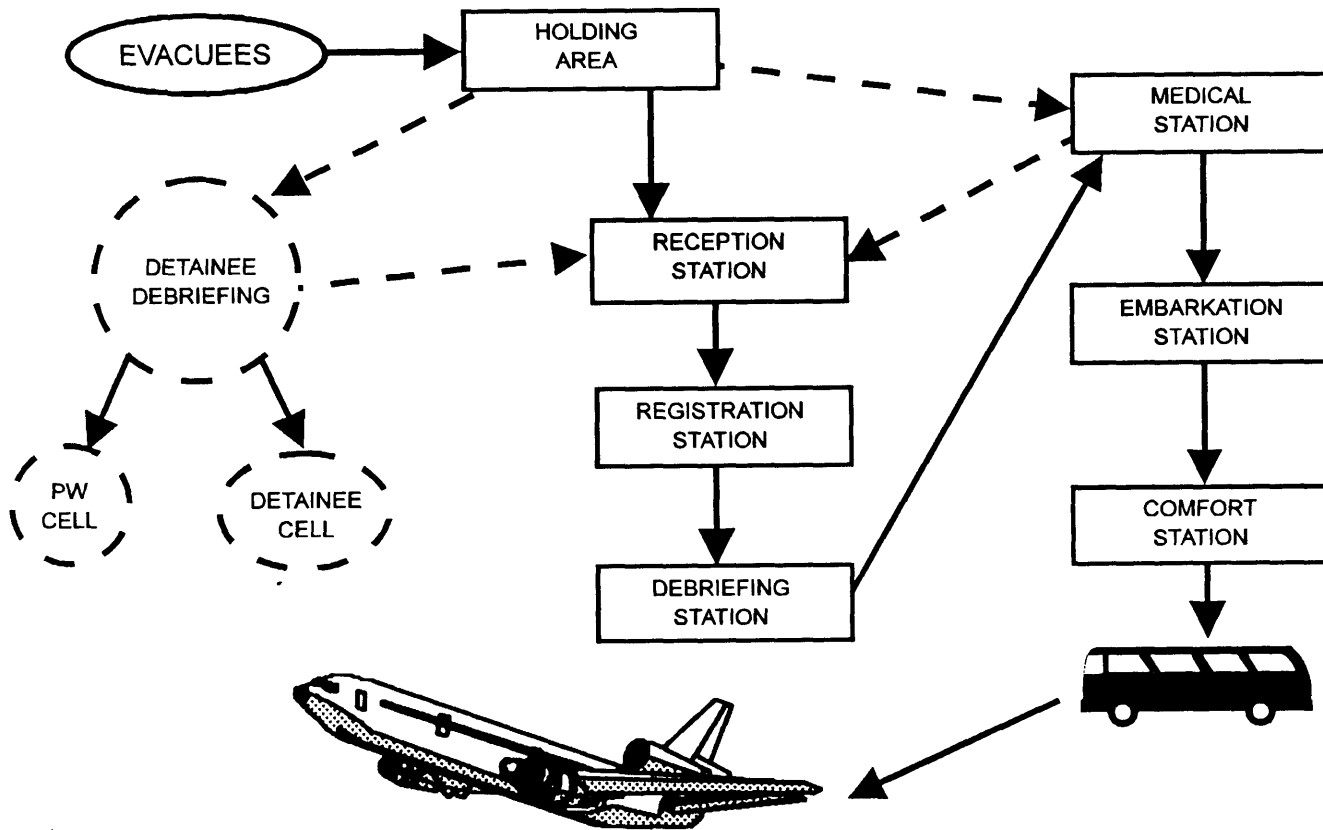 EVACUEES
HOLDING
AREA
MEDICAL
STATION
RECEPTION
STATION
DETAINEE
DEBRIEFING
EMBARKATION
STATION
REGISTRATION
STATION
PW
CELL
DETAINEE
CELL
COMFORT
STATION
DEBRIEFING
STATION